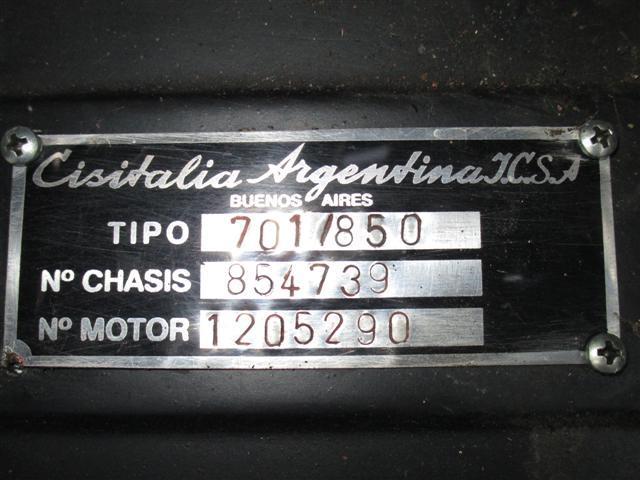 Cisitalia Argentina I.C.S.A
BUENOS AIRES
TIPO 701/850
Nº CHASIS 854739
Nº MOTOR 1205290